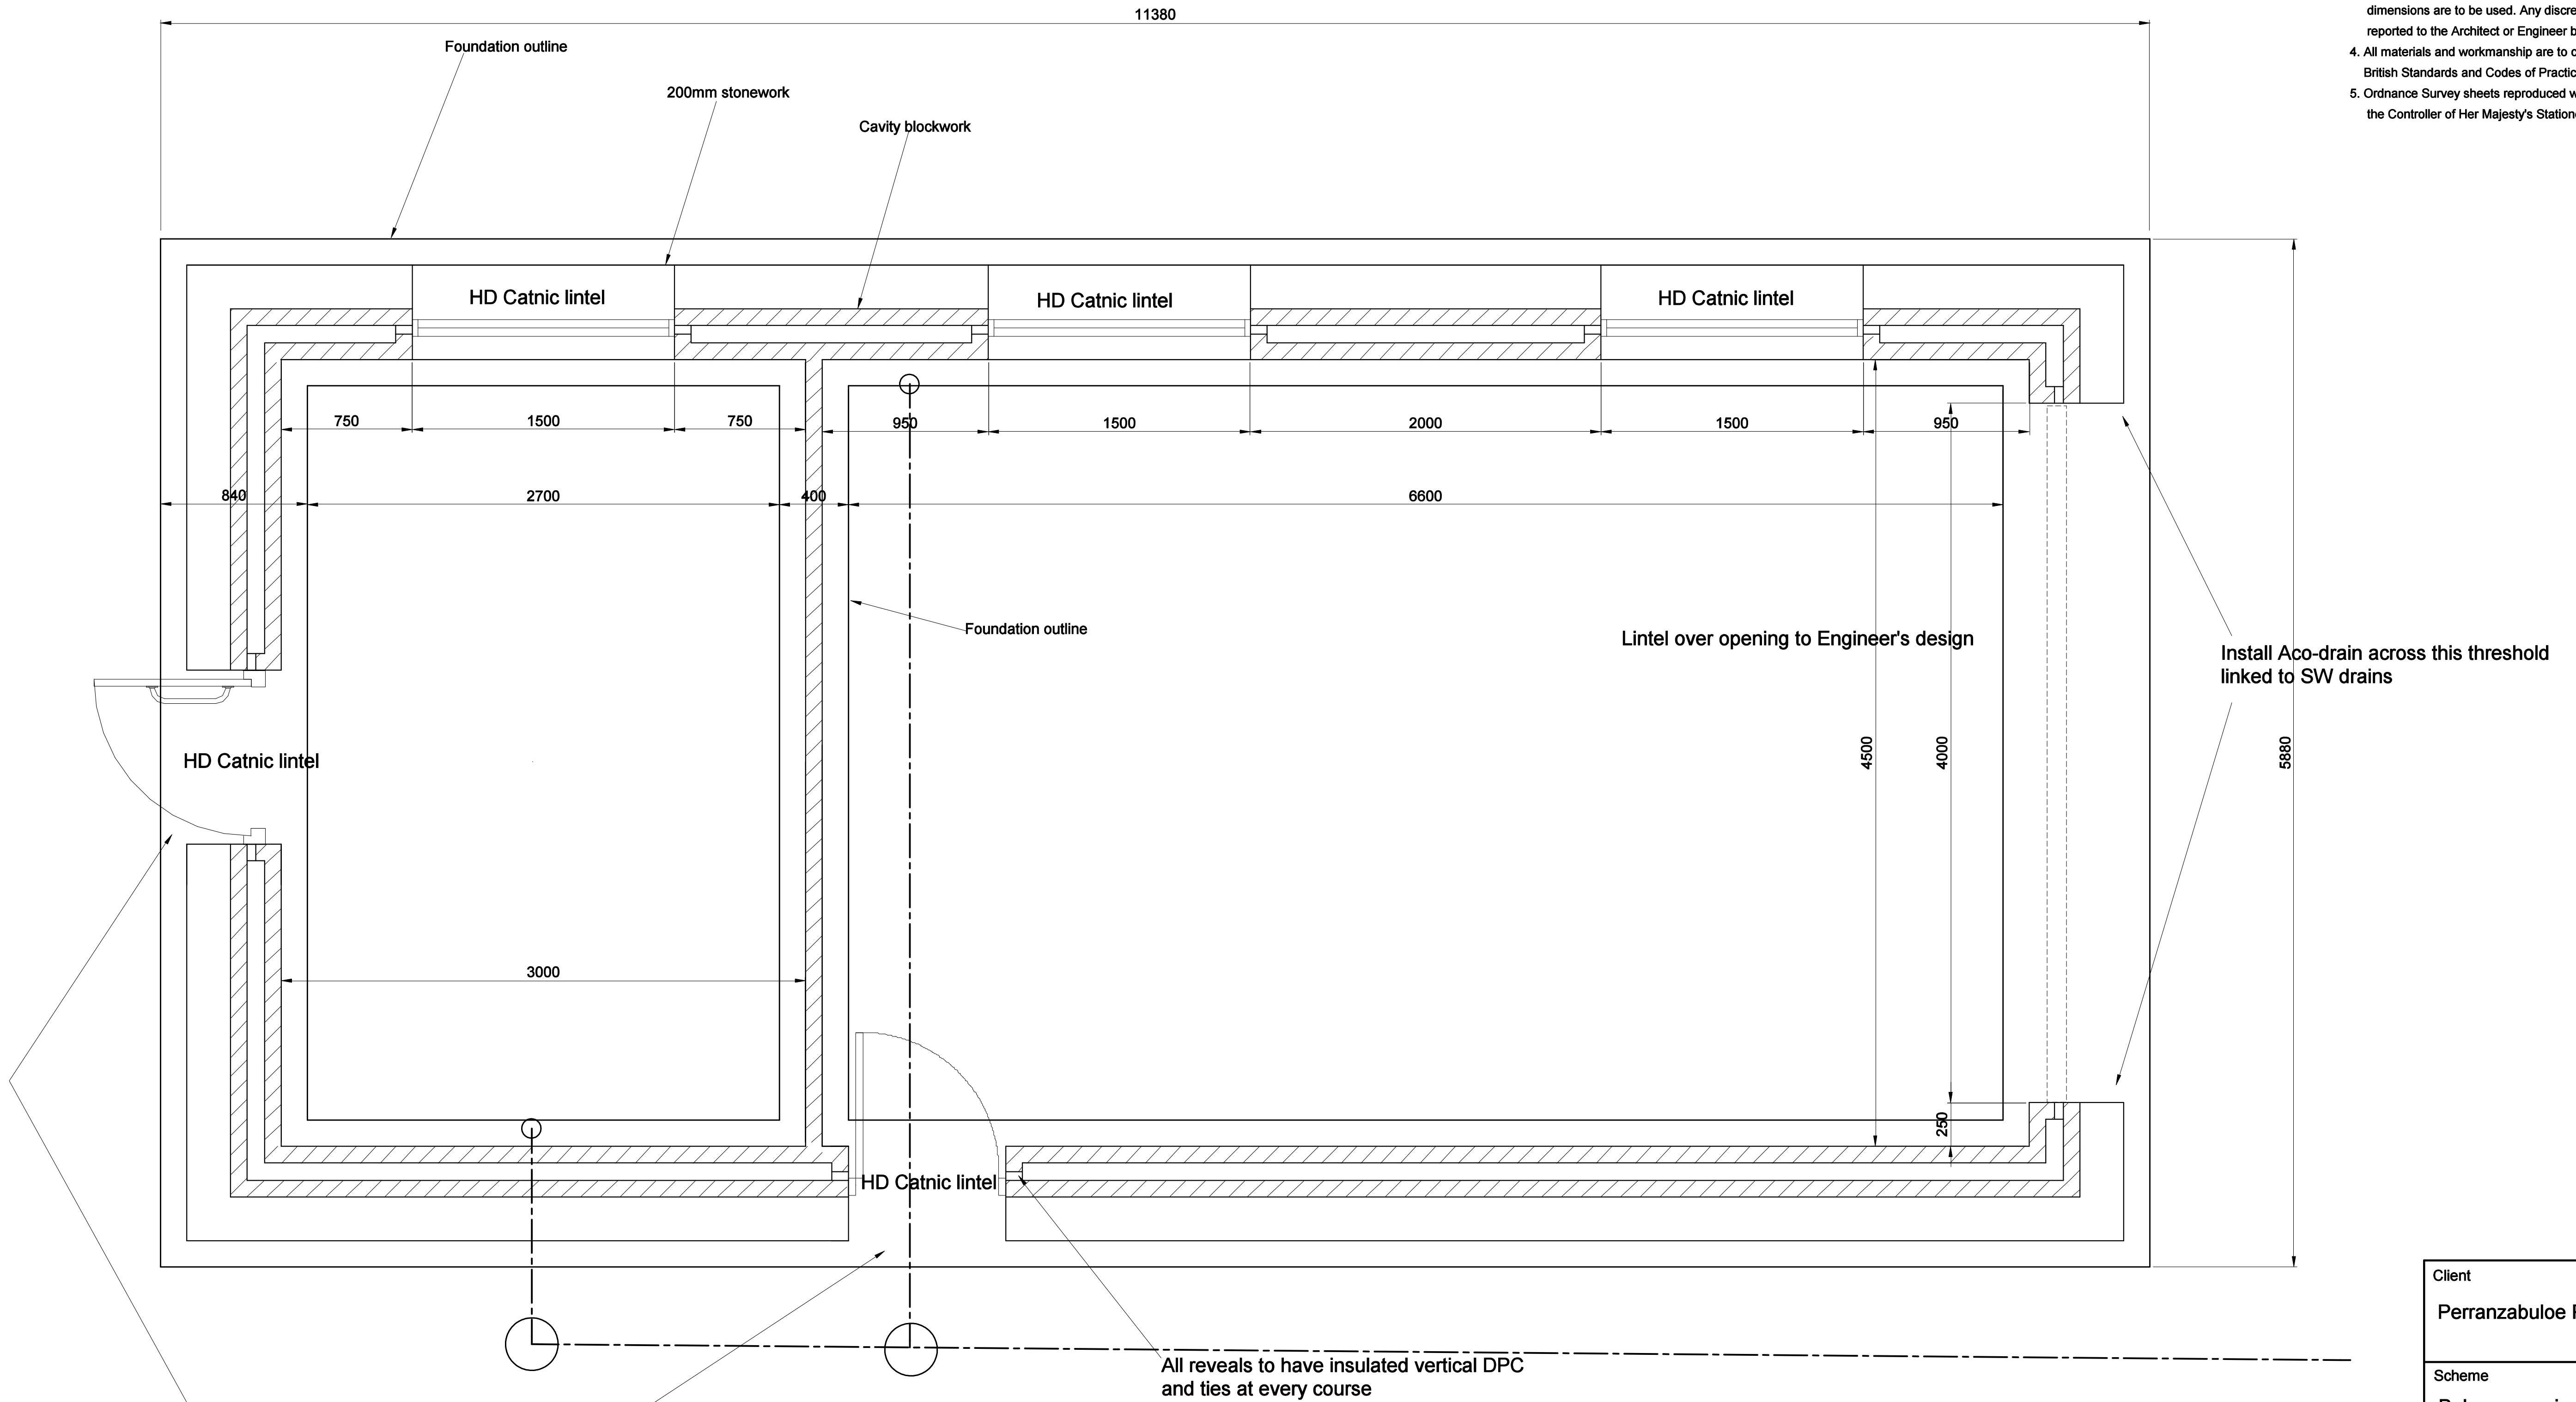 11380
dimensions are to be used. Any discre
reported to the Architect or Engineer b
4. All materials and workmanship are to c
British Standards and Codes of Practic
5. Ordnance Survey sheets reproduced w
the Controller of Her Majesty's Station
Foundation outline
200mm stonework
Cavity blockwork
HD Catnic lintel
HD Catnic lintel
HD Catnic lintel
750
1500
750
950
1500
2000
1500
950
840
2700
400
6600
Foundation outline
Lintel over opening to Engineer's design
Install Aco-drain across this threshold
linked to SW drains
4500
4000
5880
HD Catnic lintel
3000
250
HD Catnic lintel
All reveals to have insulated vertical DPC
and ties at every course
Client
Perranzabuloe
Scheme